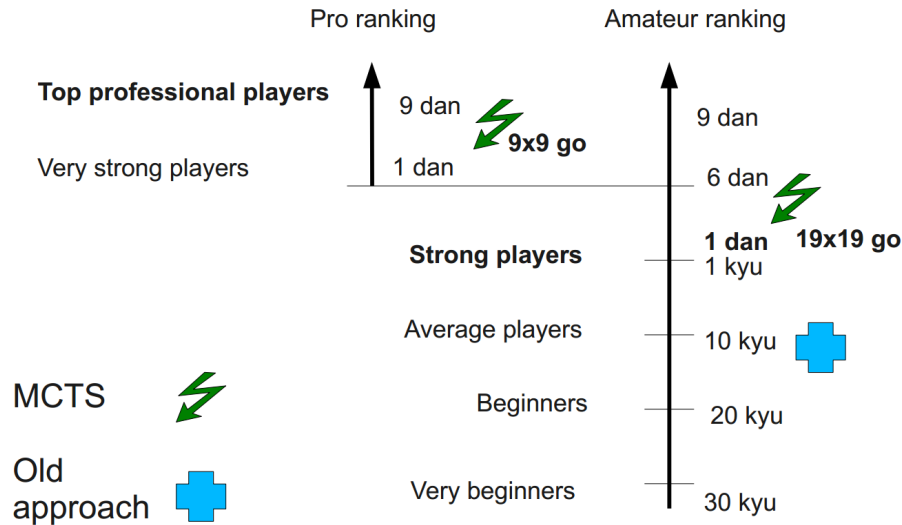 Pro ranking
Amateur ranking
Top professional players
9 dan
9x9 go
9 dan
Very strong players
1 dan
6 dan
Strong players
1 dan
19x19 go
1 kyu
Average players
10 kyu
MCTS
Beginners
20 kyu
Old
approach
Very beginners
30 kyu